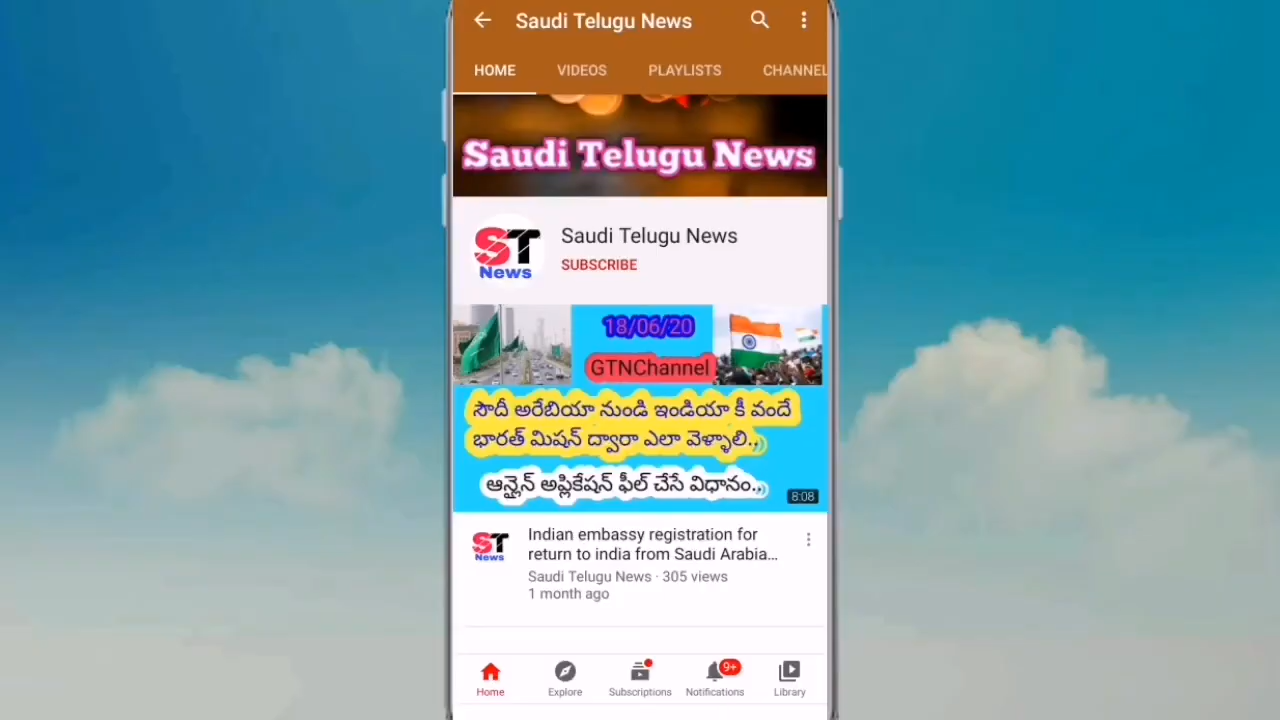 Saudi Telugu News
HOME VIDEOS PLAYLISTS CHANNEL
Saudi Telugu News
ST
News
Saudi Telugu News
SUBSCRIBE
18/06/20
GTNChannel
సౌదీ అరేబియా నుండి ఇండియా కీ వందే
భారత్ మిషన్ ద్వారా ఎలా వెళ్ళాలి..
ఆన్లైన్ అప్లికేషన్ ఫీల్ చేసే విధానం..
8:08
ST
News
Indian embassy registration for
return to india from Saudi Arabia...
Saudi Telugu News · 305 views
1 month ago
9+
Home Explore Subscriptions Notifications Library